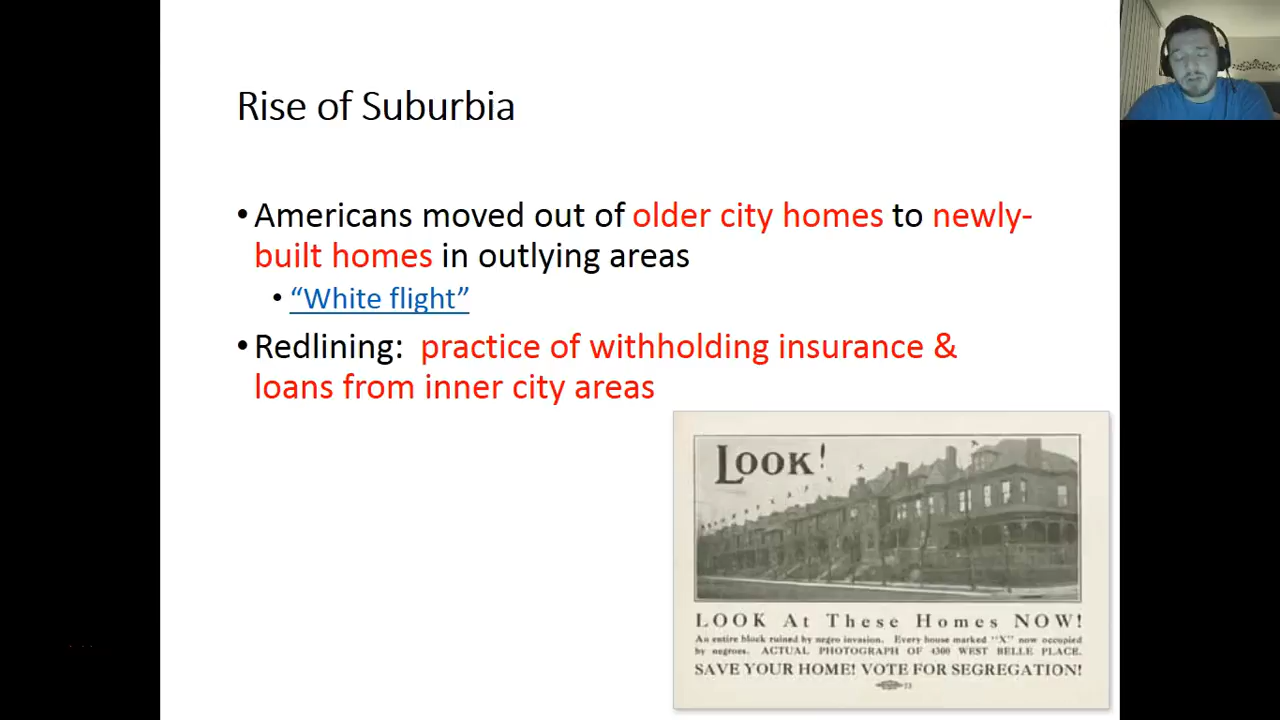 Rise of Suburbia
• Americans moved out of older city homes to newly-
built homes in outlying areas
• “White flight”
• Redlining: practice of withholding insurance &
loans from inner city areas
LOOK!
LOOK At These Homes NOW!
An entire block ruined by negro invasion. Every house marked "X" now occupied
by negroes. ACTUAL PHOTOGRAPH OF 4300 WEST BELLE PLACE.
SAVE YOUR HOME! VOTE FOR SEGREGATION!